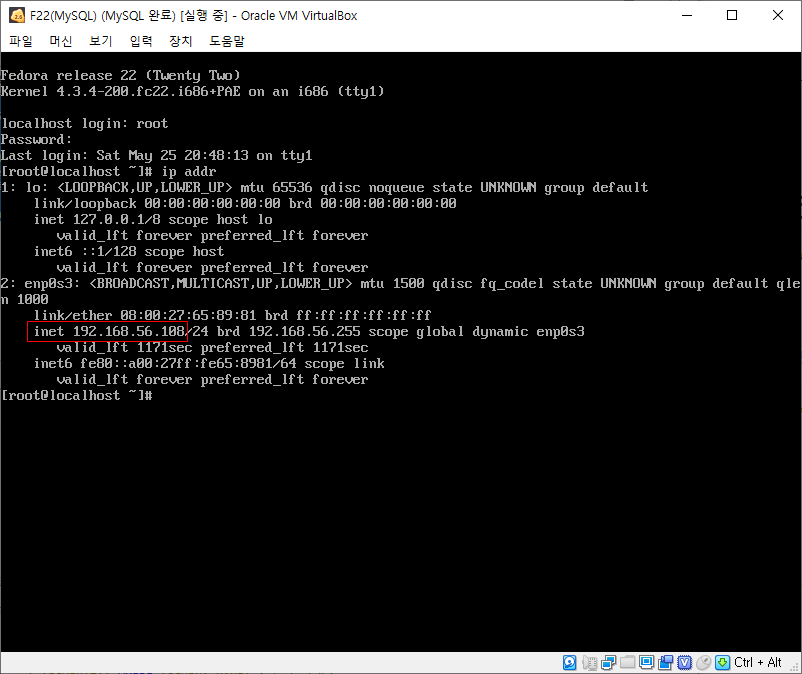 F22(MySQL) (MySQL 완료) [실행 중] - Oracle VM VirtualBox
파일 머신 보기 입력 장치 도움말
Fedora release 22 (Twenty Two)
Kernel 4.3.4-200.fc22.i686+PAE on an i686 (tty1)
localhost login: root
Password:
Last login: Sat May 25 20:48:13 on tty1
[root@localhost ~]# ip addr
1: lo: <LOOPBACK,UP,LOWER_UP> mtu 65536 qdisc noqueue state UNKNOWN group default
link/loopback 00:00:00:00:00:00 brd 00:00:00:00:00:00
inet 127.0.0.1/8 scope host lo
valid_lft forever preferred_lft forever
inet6 ::1/128 scope host
valid_lft forever preferred_lft forever
2: enp0s3: <BROADCAST,MULTICAST,UP,LOWER_UP> mtu 1500 qdisc fq_codel state UNKNOWN group default qle
n 1000
link/ether 08:00:27:65:89:81 brd ff:ff:ff:ff:ff:ff
inet 192.168.56.108/24 brd 192.168.56.255 scope global dynamic enp0s3
valid_lft 1171sec preferred_lft 1171sec
inet6 fe80::a00:27ff:fe65:8981/64 scope link
valid_lft forever preferred_lft forever
[root@localhost ~]#
Ctrl + Alt